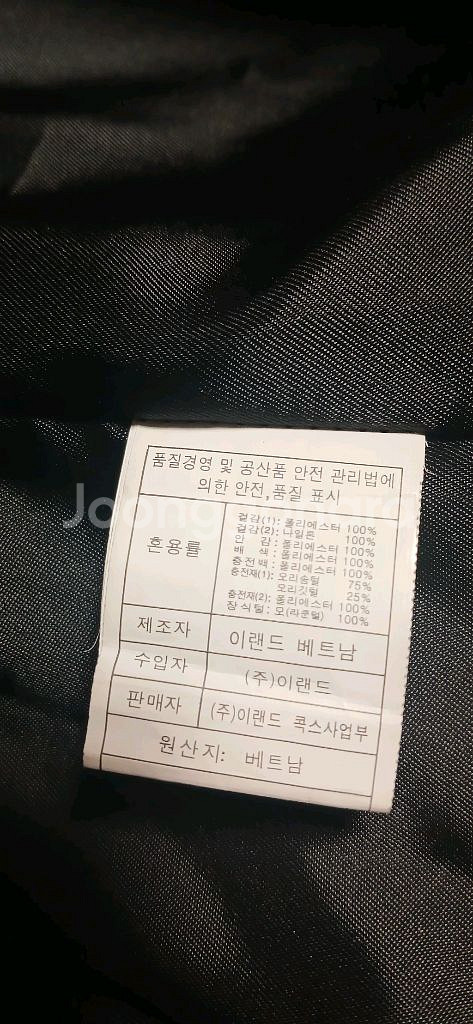 품질경영 및 공산품 안전 관리법에
의한 안전,품질 표시
혼용률
겉감(1): 폴리에스터 100%
겉감(2): 나일론 100%
안 감: 폴리에스터 100%
배 색: 폴리에스터 100%
충전백: 폴리에스터 100%
충전재(1): 오리솜털 75%
오리깃털 25%
충전재(2): 폴리에스터 100%
장식털: 모(라쿤털) 100%
제조자 이랜드 베트남
수입자 (주)이랜드
판매자 (주)이랜드 콕스사업부
원산지: 베트남